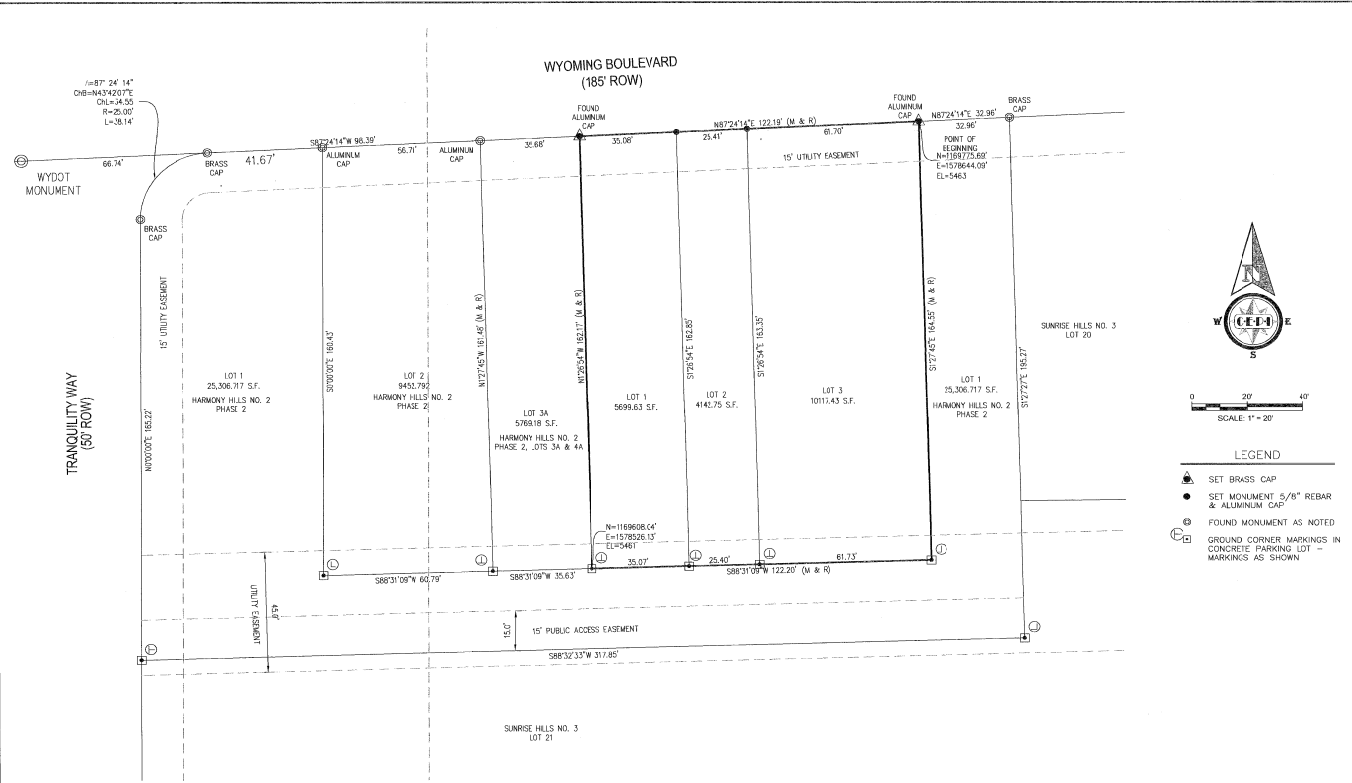 WYOMING BOULEVARD
(185' ROW)
87° 24' 14"
ChB=N43°42'07"E
R=25.00'
L=38.14'
FOUND
ALUMINUM
CAP
FOUND
ALUMINUM
CAP
BRASS
CAP
N87°24'14"E 32.96'
32.96'
N87°24'14"E 122.19' (M & R)
35.08'
25.41'
61.70'
S87°24'14"W 98.39'
66.74'
41.67'
56.71'
BRASS
CAP
ALUMINUM
CAP
ALUMINUM
CAP
WYDOT
MONUMENT
BRASS
CAP
POINT OF
BEGINNING
N=1169775.69'
E=1578644.09'
EL=5463
15' UTILITY EASEMENT
15' UTILITY EASEMENT
TRANQUILITY WAY
(50' ROW)
N0°00'00"E 165.22'
S0°00'00"E 160.43'
N1°27'45"W 161.48' (M & R)
N1°26'54"W 162.17' (M & R)
S1°26'54"E 162.85'
S1°26'54"E 163.35'
S1°27'45"E 164.55' (M & R)
S1°27'27"E 195.27'
LOT 1
25,306.717 S.F.
HARMONY HILLS NO. 2
PHASE 2
LOT 2
9452.792
HARMONY HILLS NO. 2
PHASE 2
LOT 3A
5769.18 S.F.
HARMONY HILLS NO. 2
PHASE 2, LOTS 3A & 4A
LOT 1
5699.63 S.F.
LOT 2
4142.75 S.F.
LOT 3
10117.43 S.F.
LOT 1
25,306.717 S.F.
HARMONY HILLS NO. 2
PHASE 2
SUNRISE HILLS NO. 3
LOT 20
N
W
C·E·P·I
E
S
0
20'
40'
SCALE: 1" = 20'
LEGEND
SET BRASS CAP
SET MONUMENT 5/8" REBAR
& ALUMINUM CAP
FOUND MONUMENT AS NOTED
GROUND CORNER MARKINGS IN
CONCRETE PARKING LOT –
MARKINGS AS SHOWN
N=1169608.04'
E=1578526.13'
EL=5461
35.07'
25.40'
61.73'
S88°31'09"W 60.79'
S88°31'09"W 35.63'
S88°31'09"W 122.20' (M & R)
UTILITY EASEMENT
45.0'
15.0'
15' PUBLIC ACCESS EASEMENT
S88°32'33"W 317.85'
SUNRISE HILLS NO. 3
LOT 21